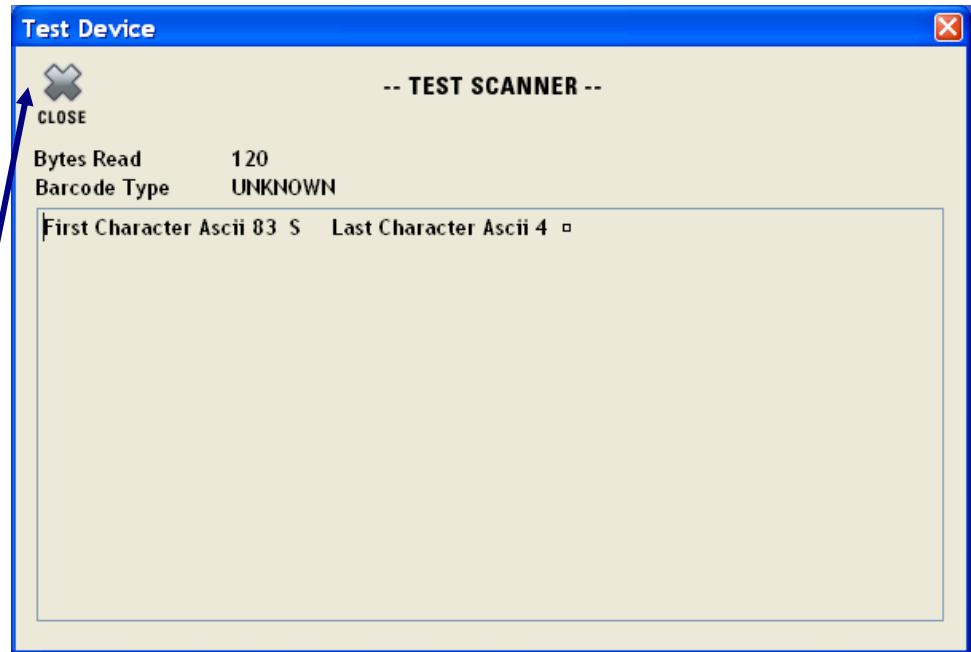 Test Device
-- TEST SCANNER --
CLOSE
Bytes Read 120
Barcode Type UNKNOWN
First Character Ascii 83 S Last Character Ascii 4 ▫